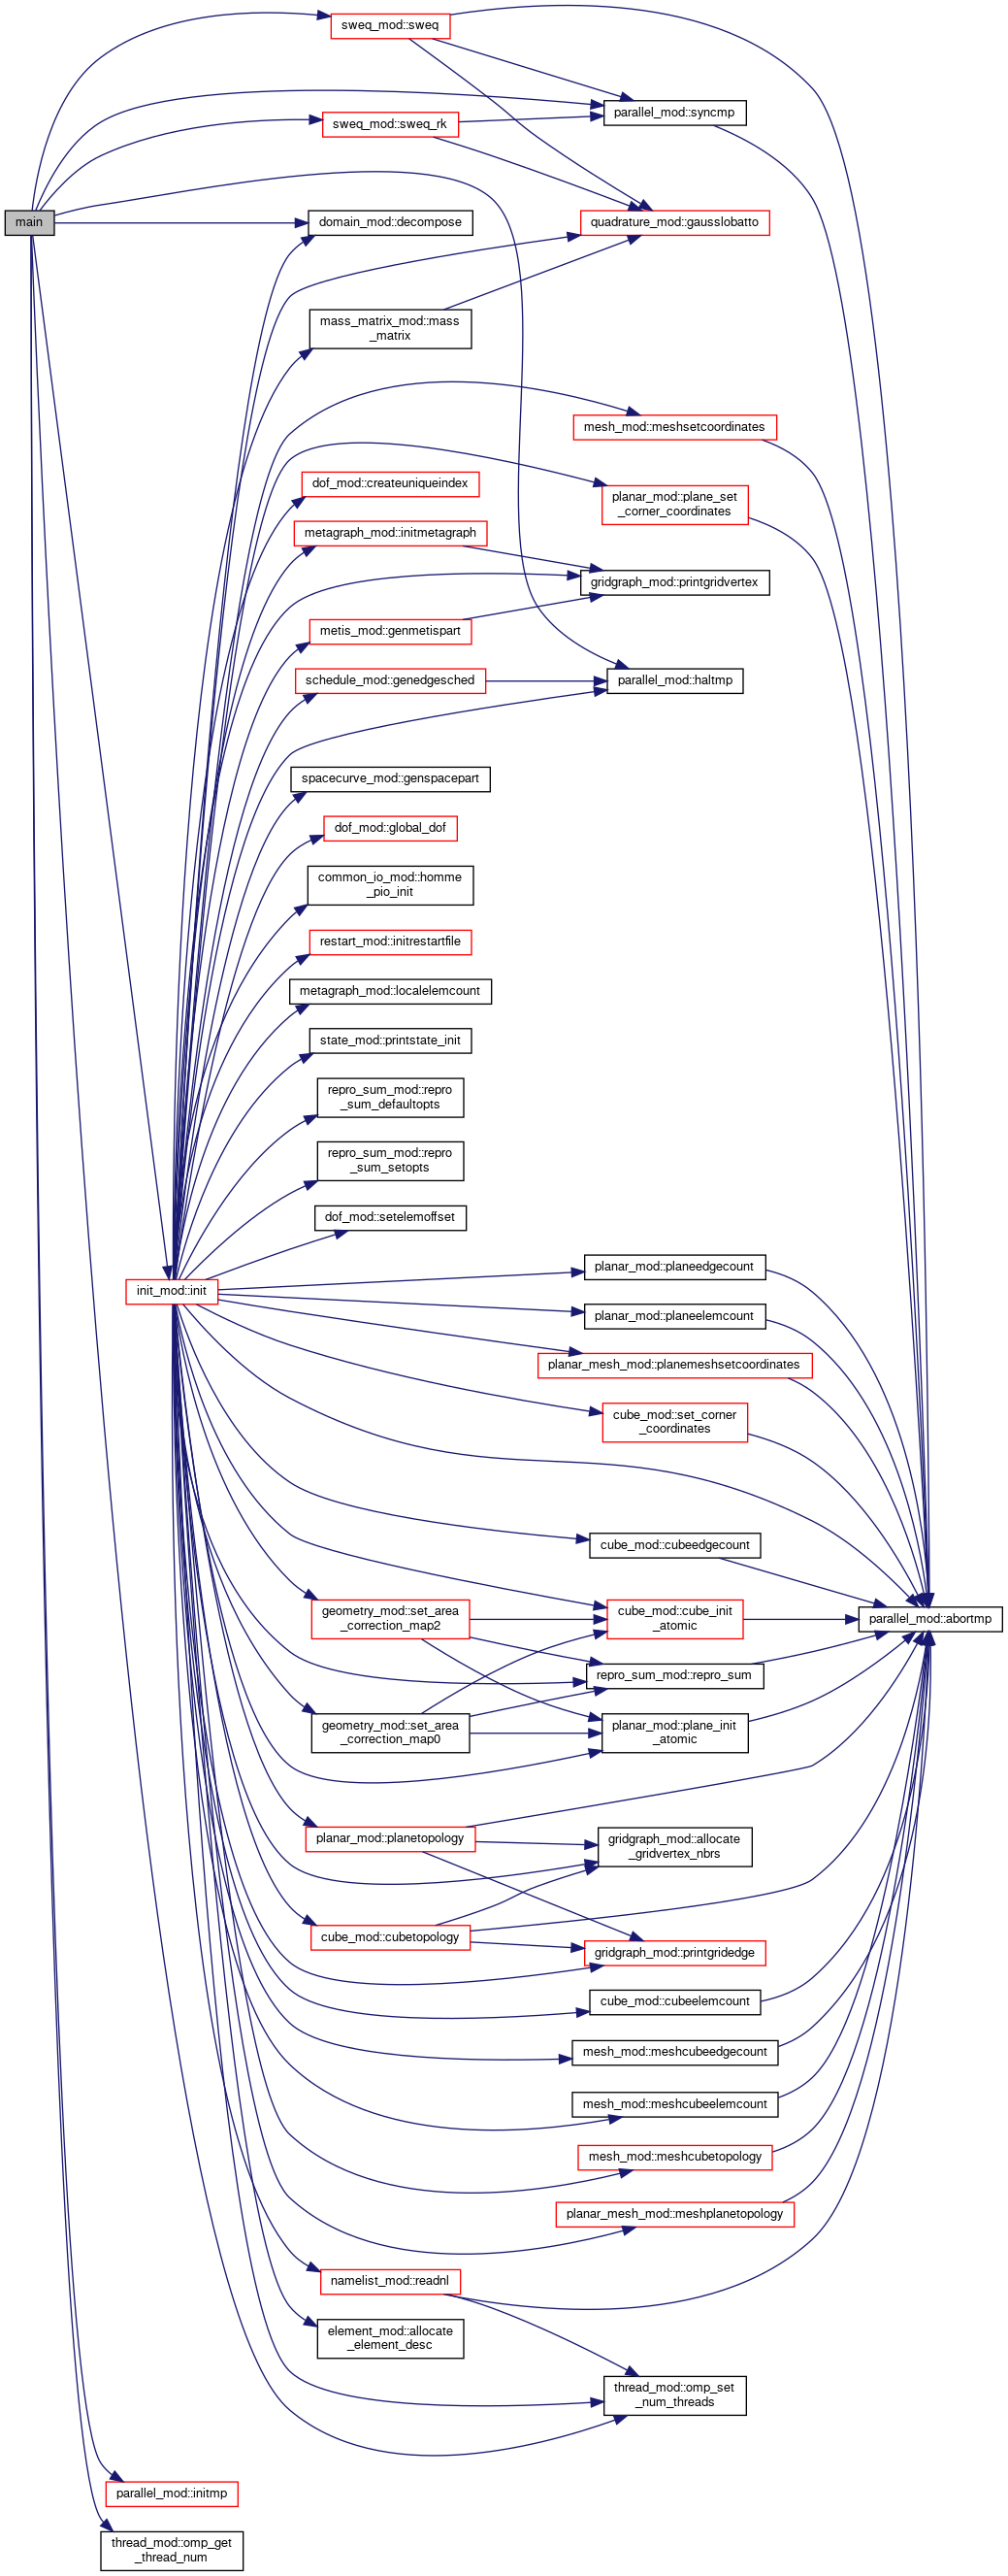 sweq_mod::sweq
parallel_mod::syncmp
sweq_mod::sweq_rk
main
domain_mod::decompose
quadrature_mod::gausslobatto
mass_matrix_mod::mass
_matrix
mesh_mod::meshsetcoordinates
dof_mod::createuniqueindex
planar_mod::plane_set
_corner_coordinates
metagraph_mod::initmetagraph
gridgraph_mod::printgridvertex
metis_mod::genmetispart
schedule_mod::genedgesched
parallel_mod::haltmp
spacecurve_mod::genspacepart
dof_mod::global_dof
common_io_mod::homme
_pio_init
restart_mod::initrestartfile
metagraph_mod::localelemcount
state_mod::printstate_init
repro_sum_mod::repro
_sum_defaultopts
repro_sum_mod::repro
_sum_setopts
dof_mod::setelemoffset
planar_mod::planeedgecount
init_mod::init
planar_mod::planeelemcount
planar_mesh_mod::planemeshsetcoordinates
cube_mod::set_corner
_coordinates
cube_mod::cubeedgecount
geometry_mod::set_area
_correction_map2
cube_mod::cube_init
_atomic
parallel_mod::abortmp
repro_sum_mod::repro_sum
geometry_mod::set_area
_correction_map0
planar_mod::plane_init
_atomic
planar_mod::planetopology
gridgraph_mod::allocate
_gridvertex_nbrs
cube_mod::cubetopology
gridgraph_mod::printgridedge
cube_mod::cubeelemcount
mesh_mod::meshcubeedgecount
mesh_mod::meshcubeelemcount
mesh_mod::meshcubetopology
planar_mesh_mod::meshplanetopology
namelist_mod::readnl
element_mod::allocate
_element_desc
thread_mod::omp_set
_num_threads
parallel_mod::initmp
thread_mod::omp_get
_thread_num